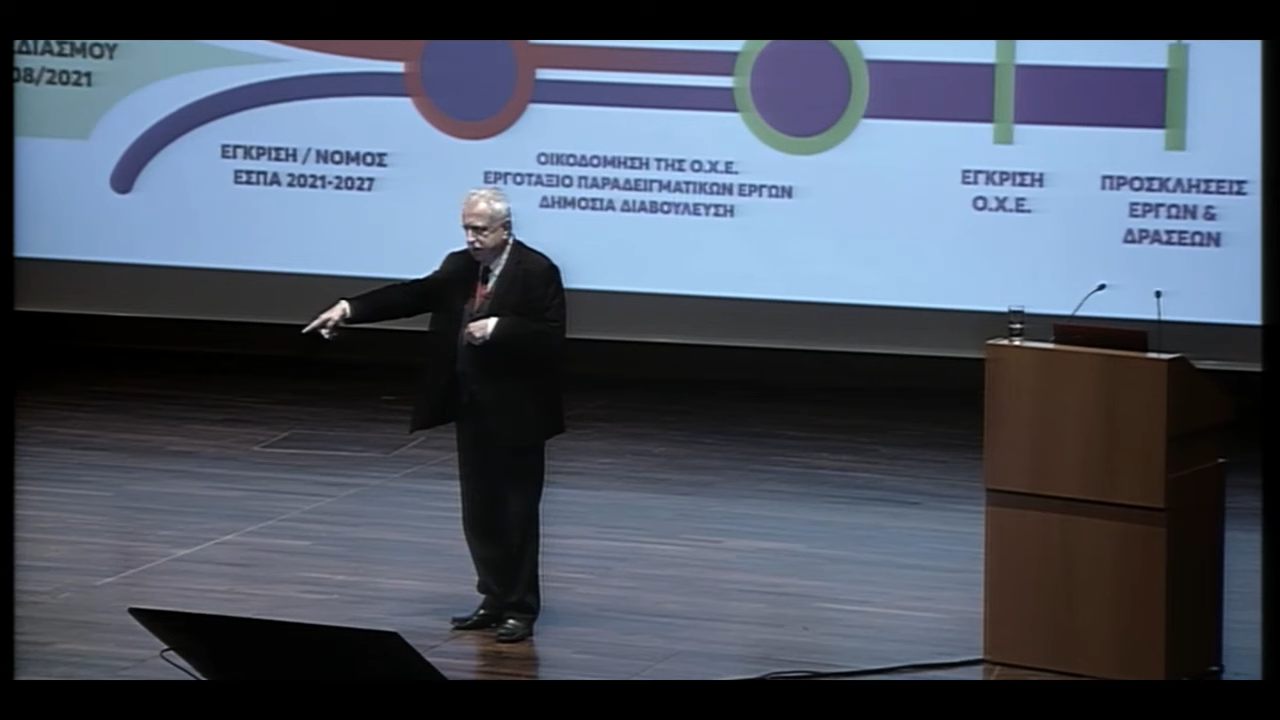 ΔΙΑΣΜΟΥ
08/2021
ΕΓΚΡΙΣΗ / ΝΟΜΟΣ
ΕΣΠΑ 2021-2027
ΟΙΚΟΔΟΜΗΣΗ ΤΗΣ Ο.Χ.Ε.
ΕΡΓΟΤΑΞΙΟ ΠΑΡΑΔΕΙΓΜΑΤΙΚΩΝ ΕΡΓΩΝ
ΔΗΜΟΣΙΑ ΔΙΑΒΟΥΛΕΥΣΗ
ΕΓΚΡΙΣΗ
Ο.Χ.Ε.
ΠΡΟΣΚΛΗΣΕΙΣ
ΕΡΓΩΝ &
ΔΡΑΣΕΩΝ